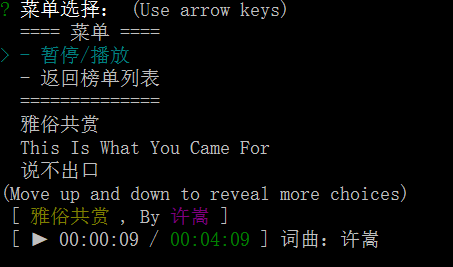 ? 菜单选择: (Use arrow keys)
==== 菜单 ====
> - 暂停/播放
- 返回榜单列表
==============
雅俗共赏
This Is What You Came For
说不出口
(Move up and down to reveal more choices)
[ 雅俗共赏 , By 许嵩 ]
[ ▶ 00:00:09 / 00:04:09 ] 词曲：许嵩